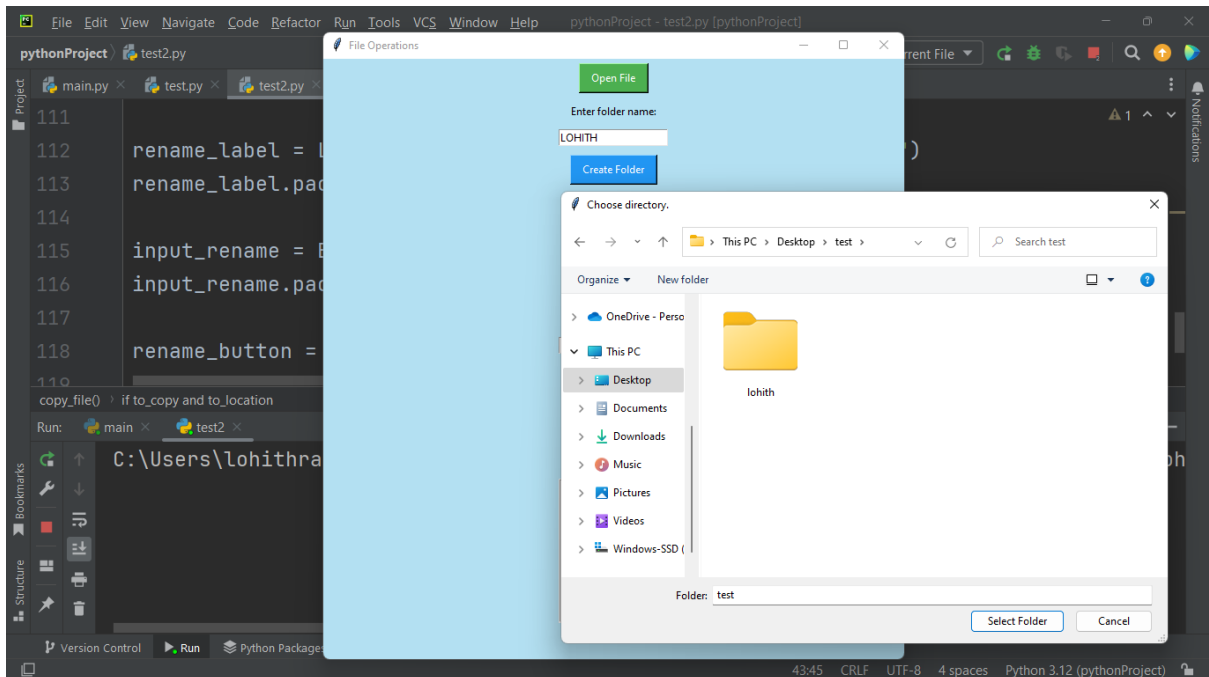 PC File Edit View Navigate Code Refactor Run Tools VCS Window Help pythonProject - test2.py [pythonProject]
pythonProject test2.py
rrent File
main.py test.py test2.py
File Operations
Open File
Enter folder name:
LOHITH
Create Folder
Project
Notifications
1
111
112 rename_label = L ")
113 rename_label.pac
114
115 input_rename = E
116 input_rename.pac
117
118 rename_button =
119
copy_file() if to_copy and to_location
Run: main test2
C:\Users\lohithra oh
Bookmarks
Structure
Choose directory.
This PC > Desktop > test >
Search test
Organize New folder
?
OneDrive - Perso
This PC
Desktop
Documents
Downloads
Music
Pictures
Videos
Windows-SSD (
lohith
Folder: test
Select Folder Cancel
Version Control Run Python Packages
43:45 CRLF UTF-8 4 spaces Python 3.12 (pythonProject)